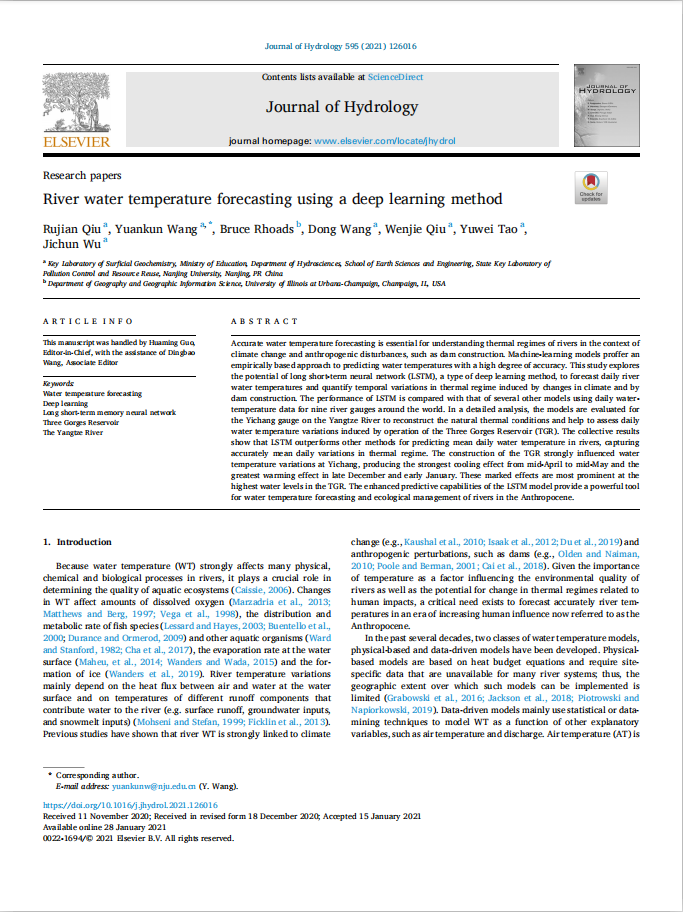 Journal of Hydrology 595 (2021) 126016
Contents lists available at ScienceDirect
Journal of Hydrology
journal homepage: www.elsevier.com/locate/jhydrol
ELSEVIER
JOURNAL OF
HYDROLOGY
Research papers
River water temperature forecasting using a deep learning method
Check for
updates
Rujian Qiu a, Yuankun Wang a,*, Bruce Rhoads b, Dong Wang a, Wenjie Qiu a, Yuwei Tao a,
Jichun Wu a
a Key Laboratory of Surficial Geochemistry, Ministry of Education, Department of Hydrosciences, School of Earth Sciences and Engineering, State Key Laboratory of
Pollution Control and Resource Reuse, Nanjing University, Nanjing, PR China
b Department of Geography and Geographic Information Science, University of Illinois at Urbana-Champaign, Champaign, IL, USA
ARTICLE INFO
This manuscript was handled by Huaming Guo,
Editor-in-Chief, with the assistance of Dingbao
Wang, Associate Editor
Keywords:
Water temperature forecasting
Deep learning
Long short-term memory neural network
Three Gorges Reservoir
The Yangtze River
ABSTRACT
Accurate water temperature forecasting is essential for understanding thermal regimes of rivers in the context of
climate change and anthropogenic disturbances, such as dam construction. Machine-learning models proffer an
empirically based approach to predicting water temperatures with a high degree of accuracy. This study explores
the potential of long short-term neural network (LSTM), a type of deep learning method, to forecast daily river
water temperatures and quantify temporal variations in thermal regime induced by changes in climate and by
dam construction. The performance of LSTM is compared with that of several other models using daily water-
temperature data for nine river gauges around the world. In a detailed analysis, the models are evaluated for
the Yichang gauge on the Yangtze River to reconstruct the natural thermal conditions and help to assess daily
water temperature variations induced by operation of the Three Gorges Reservoir (TGR). The collective results
show that LSTM outperforms other methods for predicting mean daily water temperature in rivers, capturing
accurately mean daily variations in thermal regime. The construction of the TGR strongly influenced water
temperature variations at Yichang, producing the strongest cooling effect from mid-April to mid-May and the
greatest warming effect in late December and early January. These marked effects are most prominent at the
highest water levels in the TGR. The enhanced predictive capabilities of the LSTM model provide a powerful tool
for water temperature forecasting and ecological management of rivers in the Anthropocene.
1. Introduction
Because water temperature (WT) strongly affects many physical,
chemical and biological processes in rivers, it plays a crucial role in
determining the quality of aquatic ecosystems (Caissie, 2006). Changes
in WT affect amounts of dissolved oxygen (Marzadria et al., 2013;
Matthews and Berg, 1997; Vega et al., 1998), the distribution and
metabolic rate of fish species (Lessard and Hayes, 2003; Buentello et al.,
2000; Durance and Ormerod, 2009) and other aquatic organisms (Ward
and Stanford, 1982; Cha et al., 2017), the evaporation rate at the water
surface (Maheu, et al., 2014; Wanders and Wada, 2015) and the for-
mation of ice (Wanders et al., 2019). River temperature variations
mainly depend on the heat flux between air and water at the water
surface and on temperatures of different runoff components that
contribute water to the river (e.g. surface runoff, groundwater inputs,
and snowmelt inputs) (Mohseni and Stefan, 1999; Ficklin et al., 2013).
Previous studies have shown that river WT is strongly linked to climate
change (e.g., Kaushal et al., 2010; Isaak et al., 2012; Du et al., 2019) and
anthropogenic perturbations, such as dams (e.g., Olden and Naiman,
2010; Poole and Berman, 2001; Cai et al., 2018). Given the importance
of temperature as a factor influencing the environmental quality of
rivers as well as the potential for change in thermal regimes related to
human impacts, a critical need exists to forecast accurately river tem-
peratures in an era of increasing human influence now referred to as the
Anthropocene.
In the past several decades, two classes of water temperature models,
physical-based and data-driven models have been developed. Physical-
based models are based on heat budget equations and require site-
specific data that are unavailable for many river systems; thus, the
geographic extent over which such models can be implemented is
limited (Grabowski et al., 2016; Jackson et al., 2018; Piotrowski and
Napiorkowski, 2019). Data-driven models mainly use statistical or data-
mining techniques to model WT as a function of other explanatory
variables, such as air temperature and discharge. Air temperature (AT) is
* Corresponding author.
E-mail address: yuankunw@nju.edu.cn (Y. Wang).
https://doi.org/10.1016/j.jhydrol.2021.126016
Received 11 November 2020; Received in revised form 18 December 2020; Accepted 15 January 2021
Available online 28 January 2021
0022-1694/© 2021 Elsevier B.V. All rights reserved.